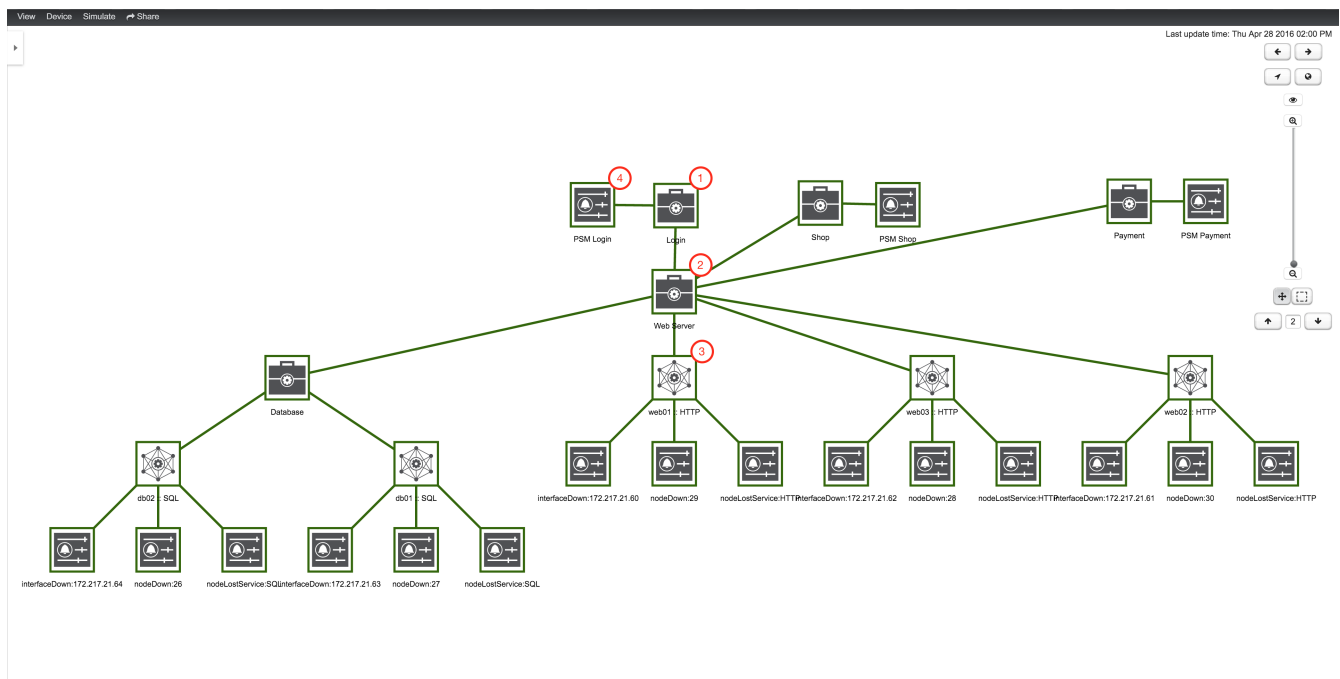 View Device Simulate Share
Last update time: Thu Apr 28 2016 02:00 PM
4 1
PSM Login Login Shop PSM Shop Payment PSM Payment
2
Web Server
2
3
Database web01 :: HTTP web03 :: HTTP web02 :: HTTP
db02 :: SQL db01 :: SQL interfaceDown:172.217.21.60 nodeDown:29 nodeLostService:HTTP interfaceDown:172.217.21.62 nodeDown:28 nodeLostService:HTTP interfaceDown:172.217.21.61 nodeDown:30 nodeLostService:HTTP
interfaceDown:172.217.21.64 nodeDown:26 nodeLostService:SQL interfaceDown:172.217.21.63 nodeDown:27 nodeLostService:SQL